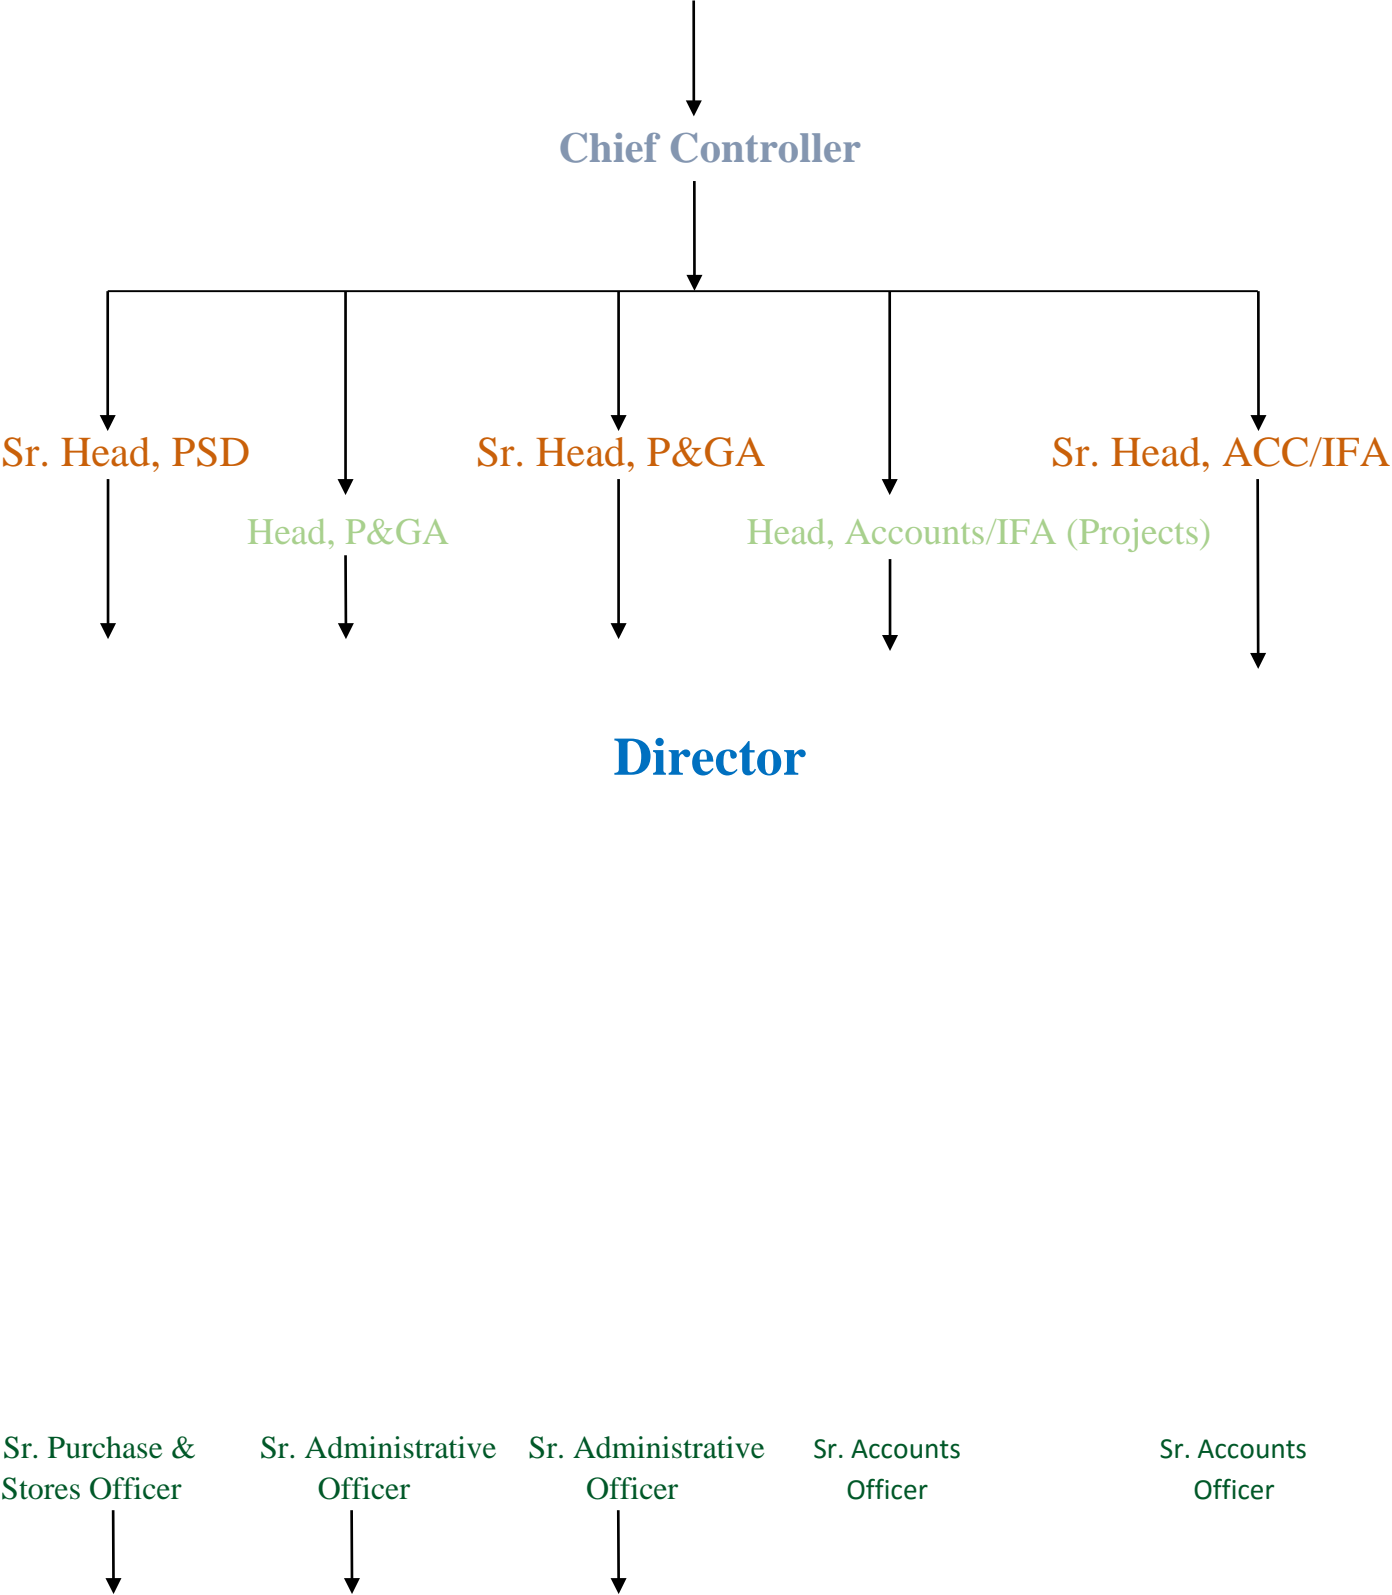 Chief Controller
Sr. Head, PSD
Sr. Head, P&GA
Sr. Head, ACC/IFA
Head, P&GA
Head, Accounts/IFA (Projects)
Director
Sr. Purchase &
Stores Officer
Sr. Administrative
Officer
Sr. Administrative
Officer
Sr. Accounts
Officer
Sr. Accounts
Officer